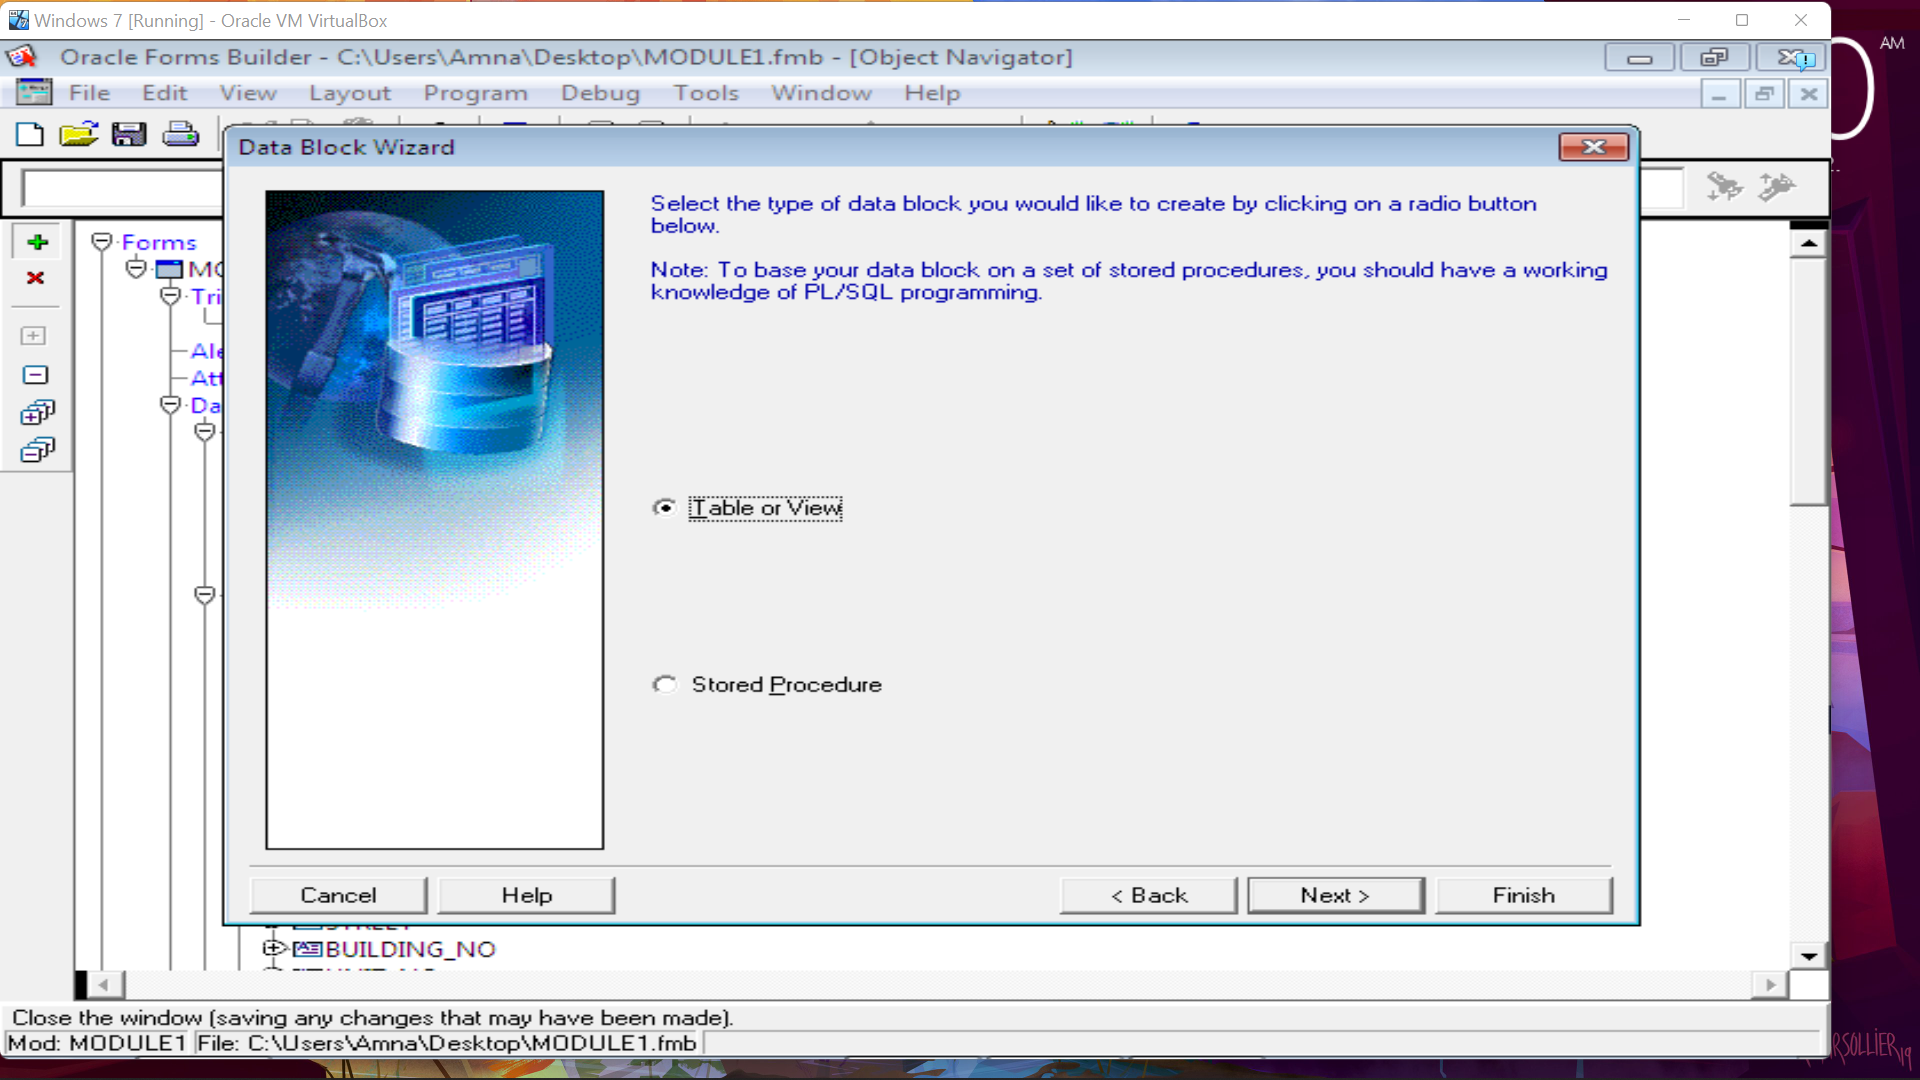 Windows 7 [Running] - Oracle VM VirtualBox
AM
Oracle Forms Builder - C:\Users\Amna\Desktop\MODULE1.fmb - [Object Navigator]
File Edit View Layout Program Debug Tools Window Help
Data Block Wizard
Select the type of data block you would like to create by clicking on a radio button
below.
Note: To base your data block on a set of stored procedures, you should have a working
knowledge of PL/SQL programming.
Forms
Table or View
Stored Procedure
Cancel Help < Back Next > Finish
BUILDING_NO
Close the window (saving any changes that may have been made).
Mod: MODULE1 File: C:\Users\Amna\Desktop\MODULE1.fmb